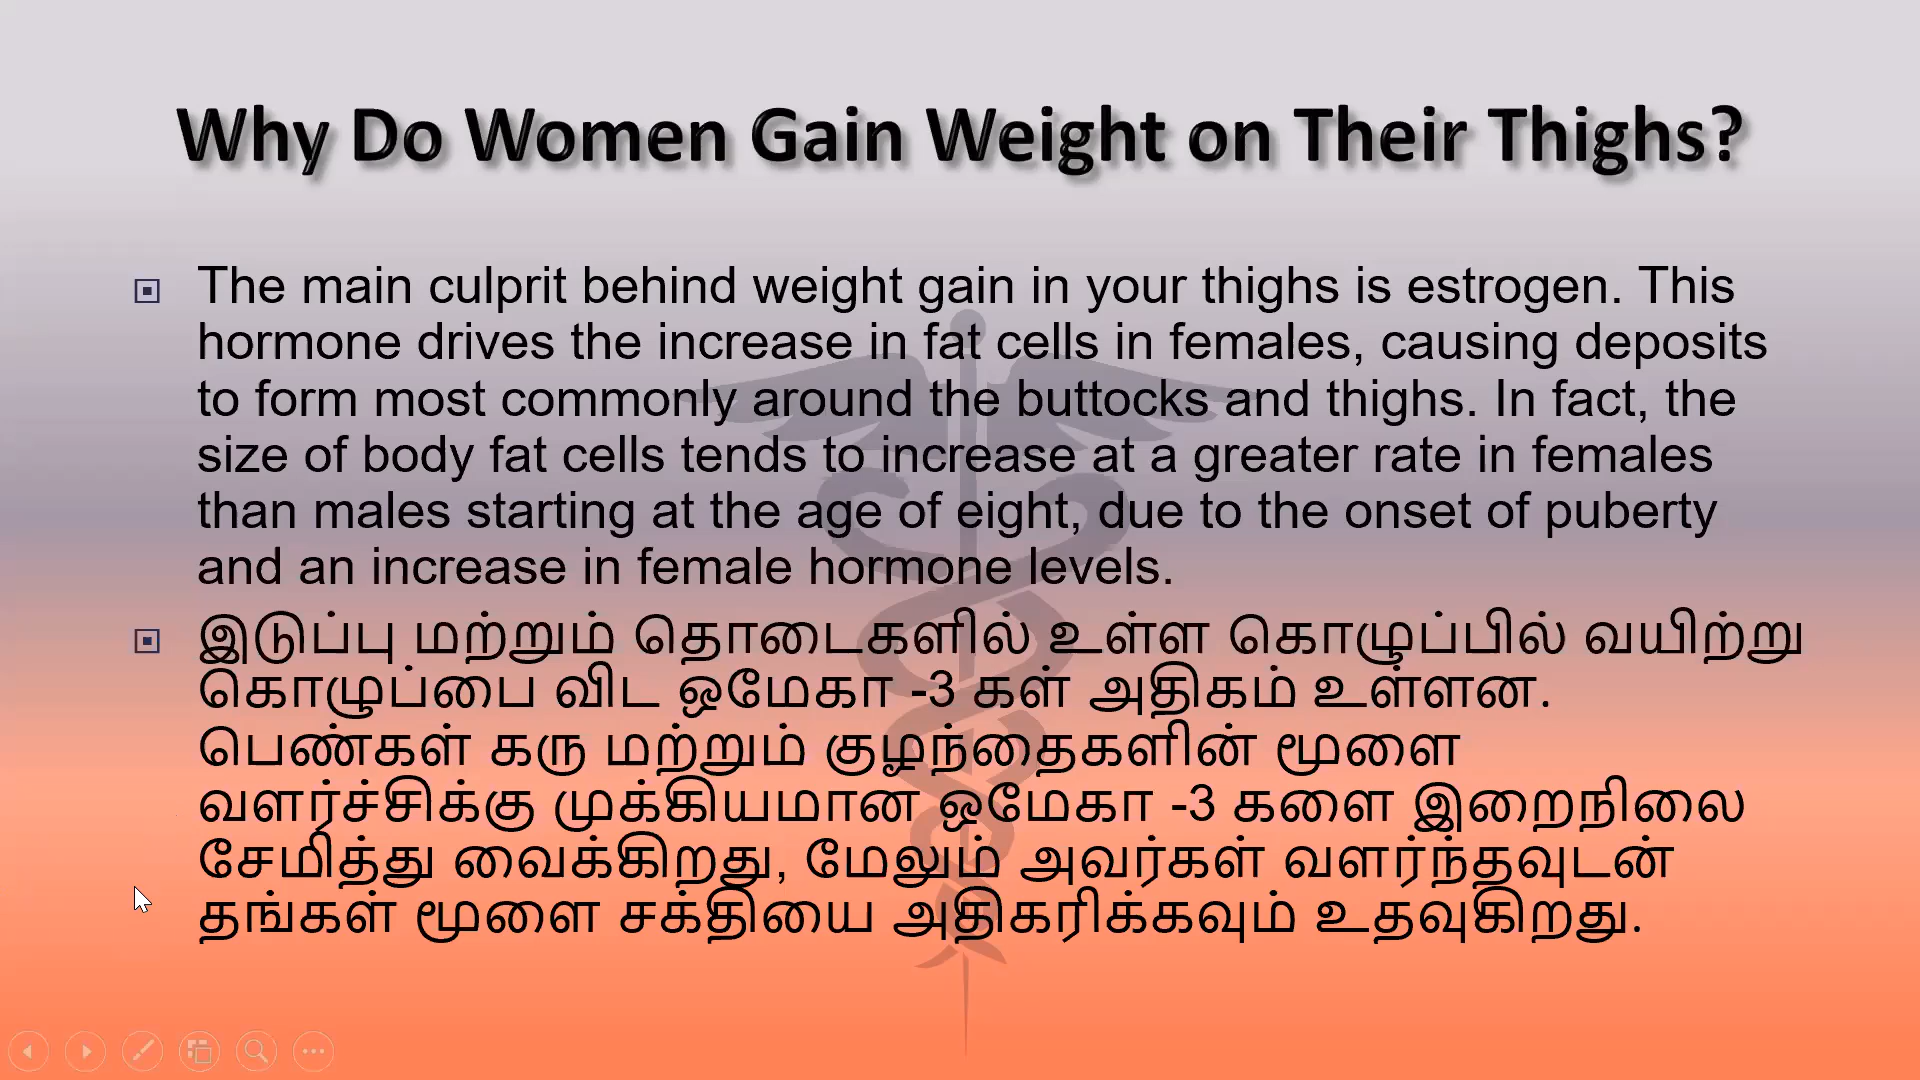 Why Do Women Gain Weight on Their Thighs?
The main culprit behind weight gain in your thighs is estrogen. This
hormone drives the increase in fat cells in females, causing deposits
to form most commonly around the buttocks and thighs. In fact, the
size of body fat cells tends to increase at a greater rate in females
than males starting at the age of eight, due to the onset of puberty
and an increase in female hormone levels.
இடுப்பு மற்றும் தொடைகளில் உள்ள கொழுப்பில் வயிற்று
கொழுப்பை விட ஒமேகா -3 கள் அதிகம் உள்ளன.
பெண்கள் கரு மற்றும் குழந்தைகளின் மூளை
வளர்ச்சிக்கு முக்கியமான ஒமேகா -3 களை இறைநிலை
சேமித்து வைக்கிறது, மேலும் அவர்கள் வளர்ந்தவுடன்
தங்கள் மூளை சக்தியை அதிகரிக்கவும் உதவுகிறது.